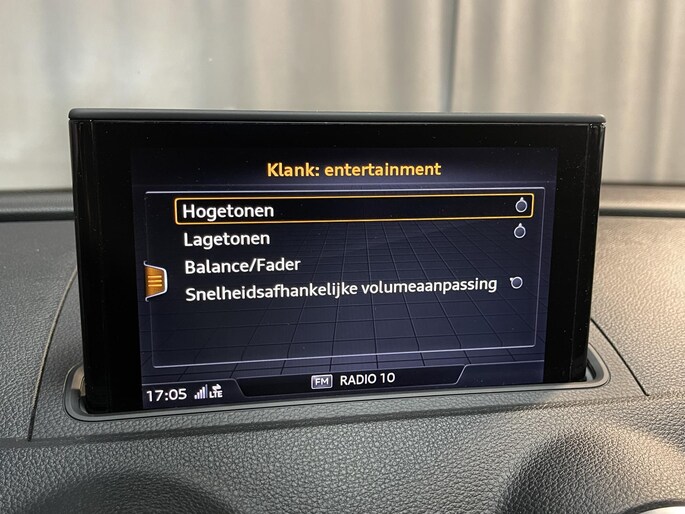 Klank: entertainment
Hogetonen
Lagetonen
Balance/Fader
Snelheidsafhankelijke volumeaanpassing
17:05 LTE FM RADIO 10